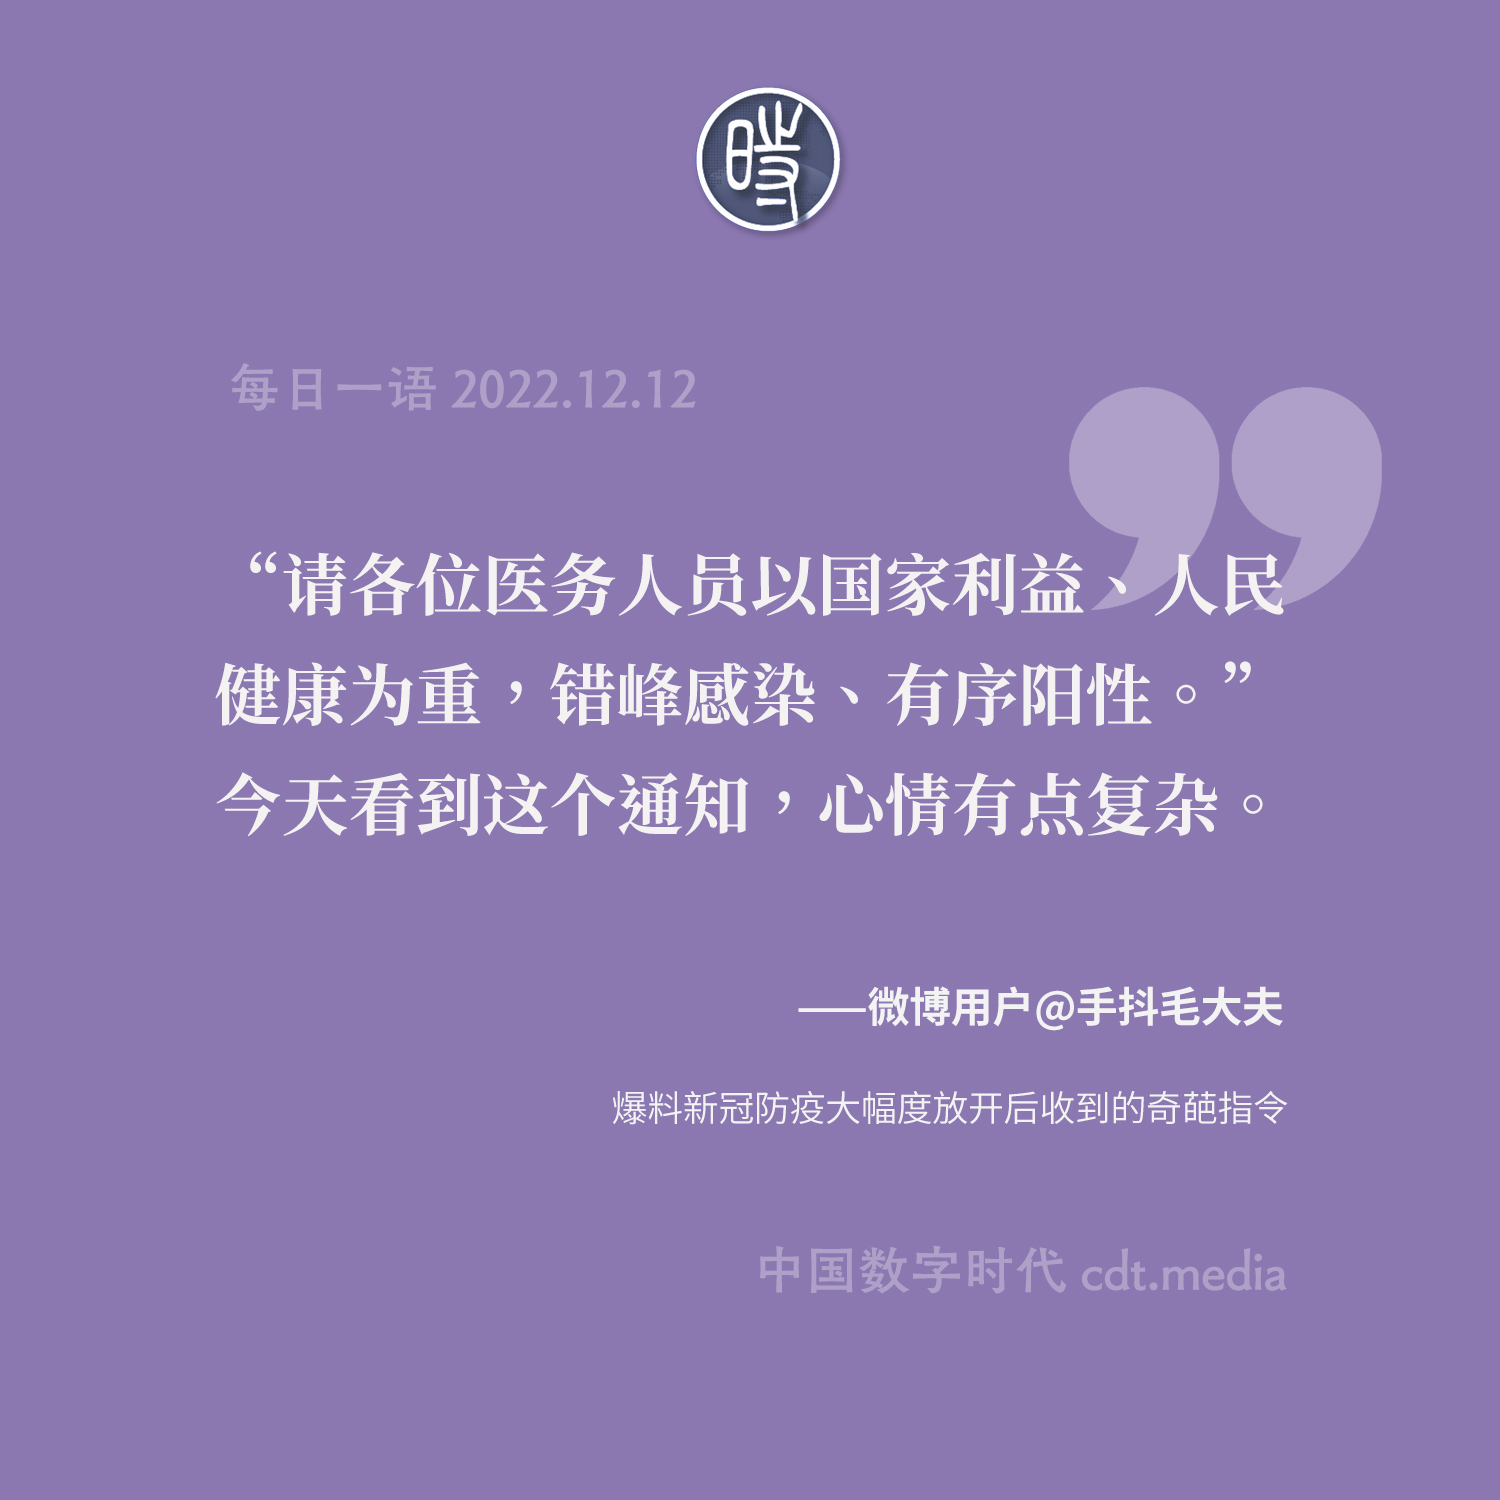 時
每日一语 2022.12.12
“请各位医务人员以国家利益、人民
健康为重，错峰感染、有序阳性。”
今天看到这个通知，心情有点复杂。
——微博用户@手抖毛大夫
爆料新冠防疫大幅度放开后收到的奇葩指令
中国数字时代 cdt.media